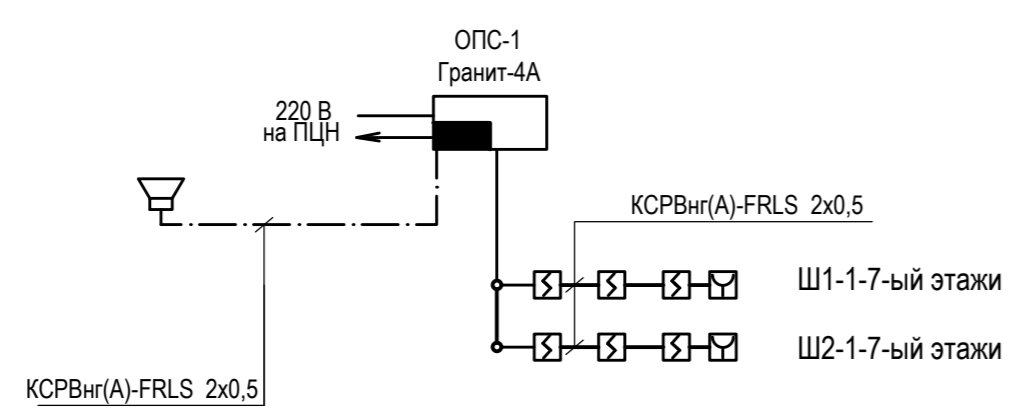 ОПС-1
Гранит-4А
220 В
на ПЦН
КСРВнг(А)-FRLS 2х0,5
Ш1-1-7-ый этажи
Ш2-1-7-ый этажи
КСРВнг(А)-FRLS 2х0,5